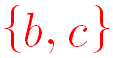 {b, c}